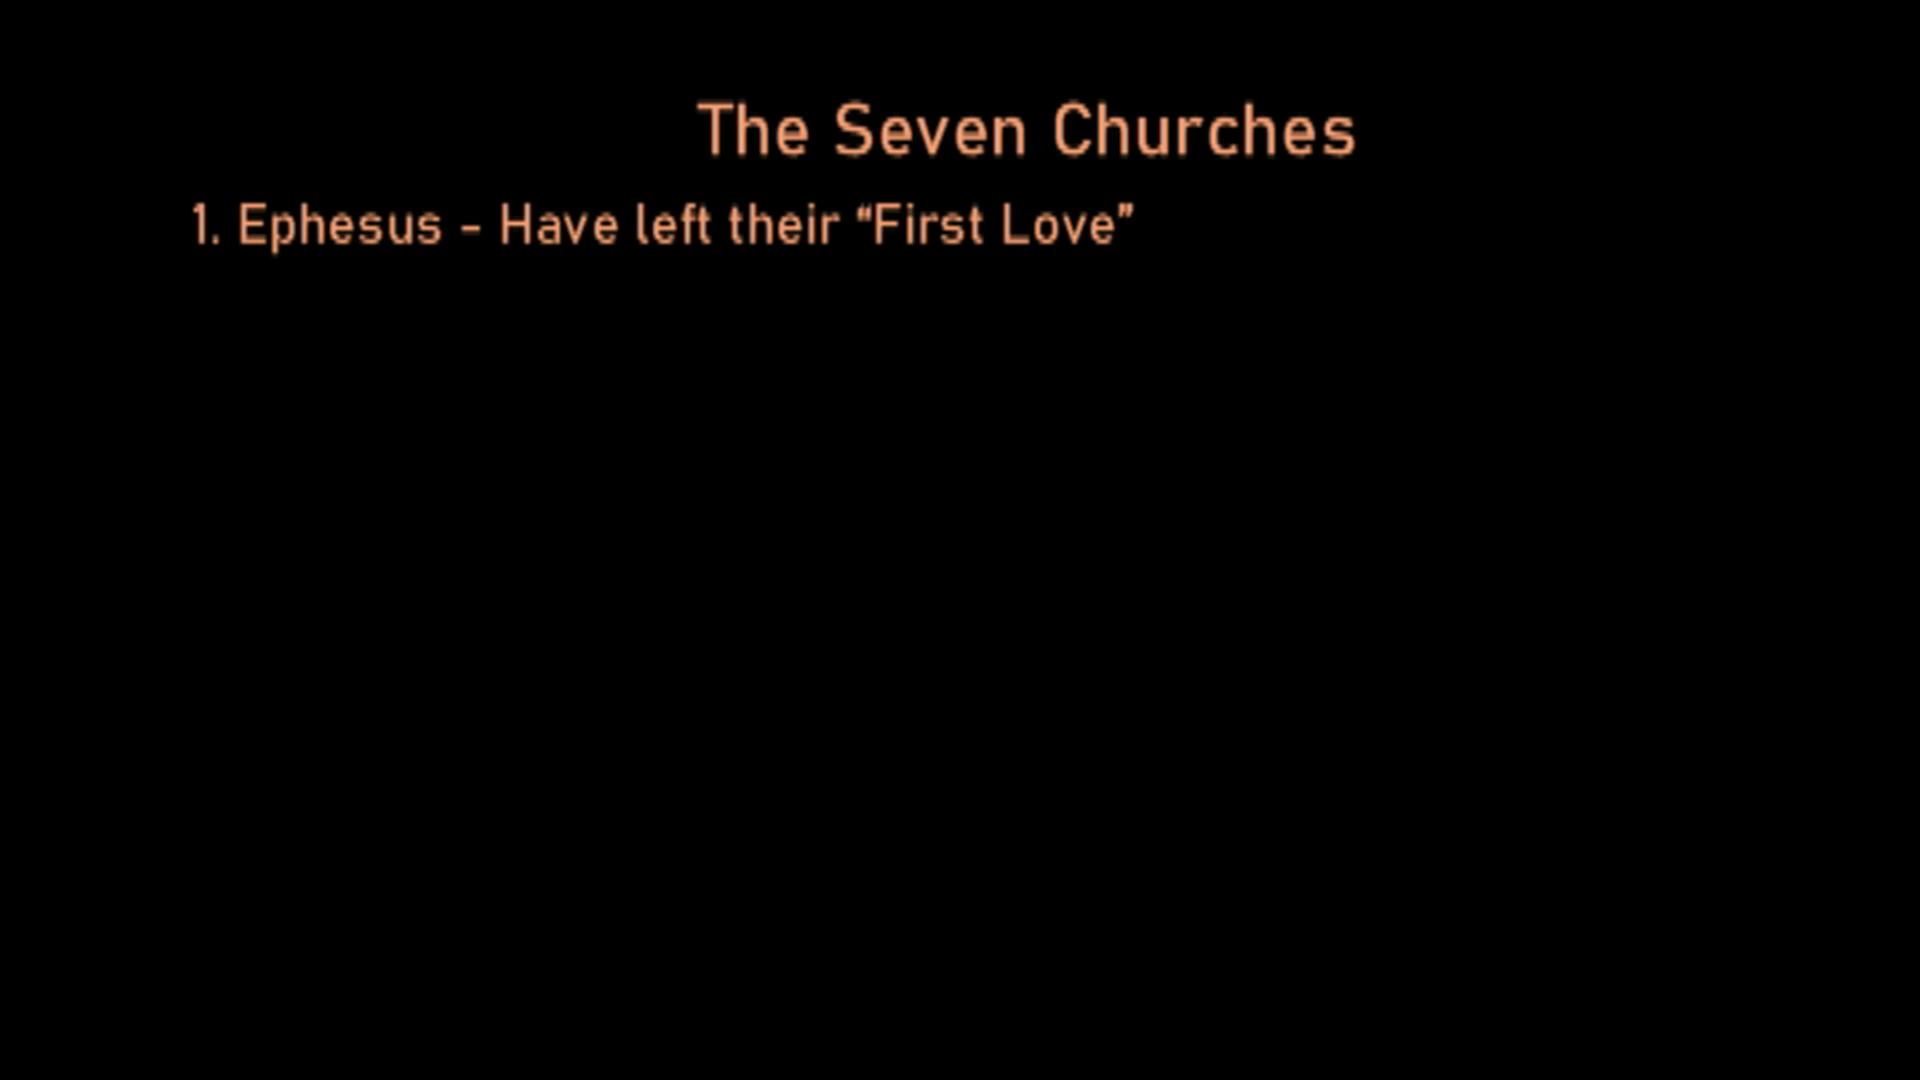 The Seven Churches
1. Ephesus - Have left their “First Love”